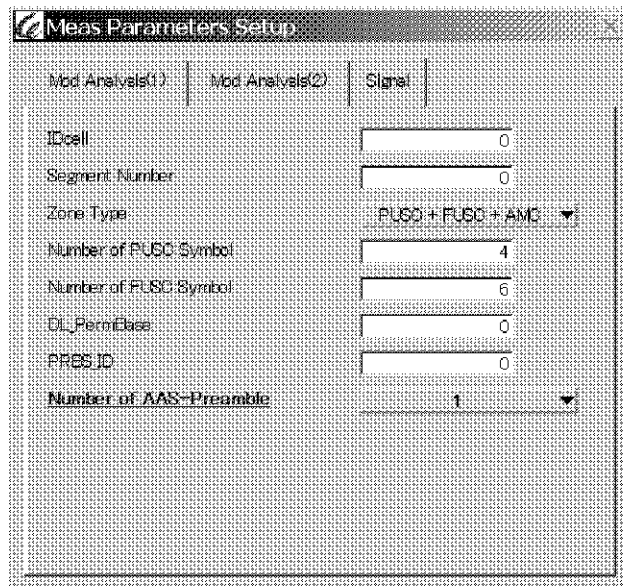 Meas Parameters Setup
Mod Analysis(1) Mod Analysis(2) Signal
IDcell 0
Segment Number 0
Zone Type PUSC + FUSC + AMC
Number of PUSC Symbol 4
Number of FUSC Symbol 6
DL_PermBase 0
PRBS_ID 0
Number of AAS-Preamble 1